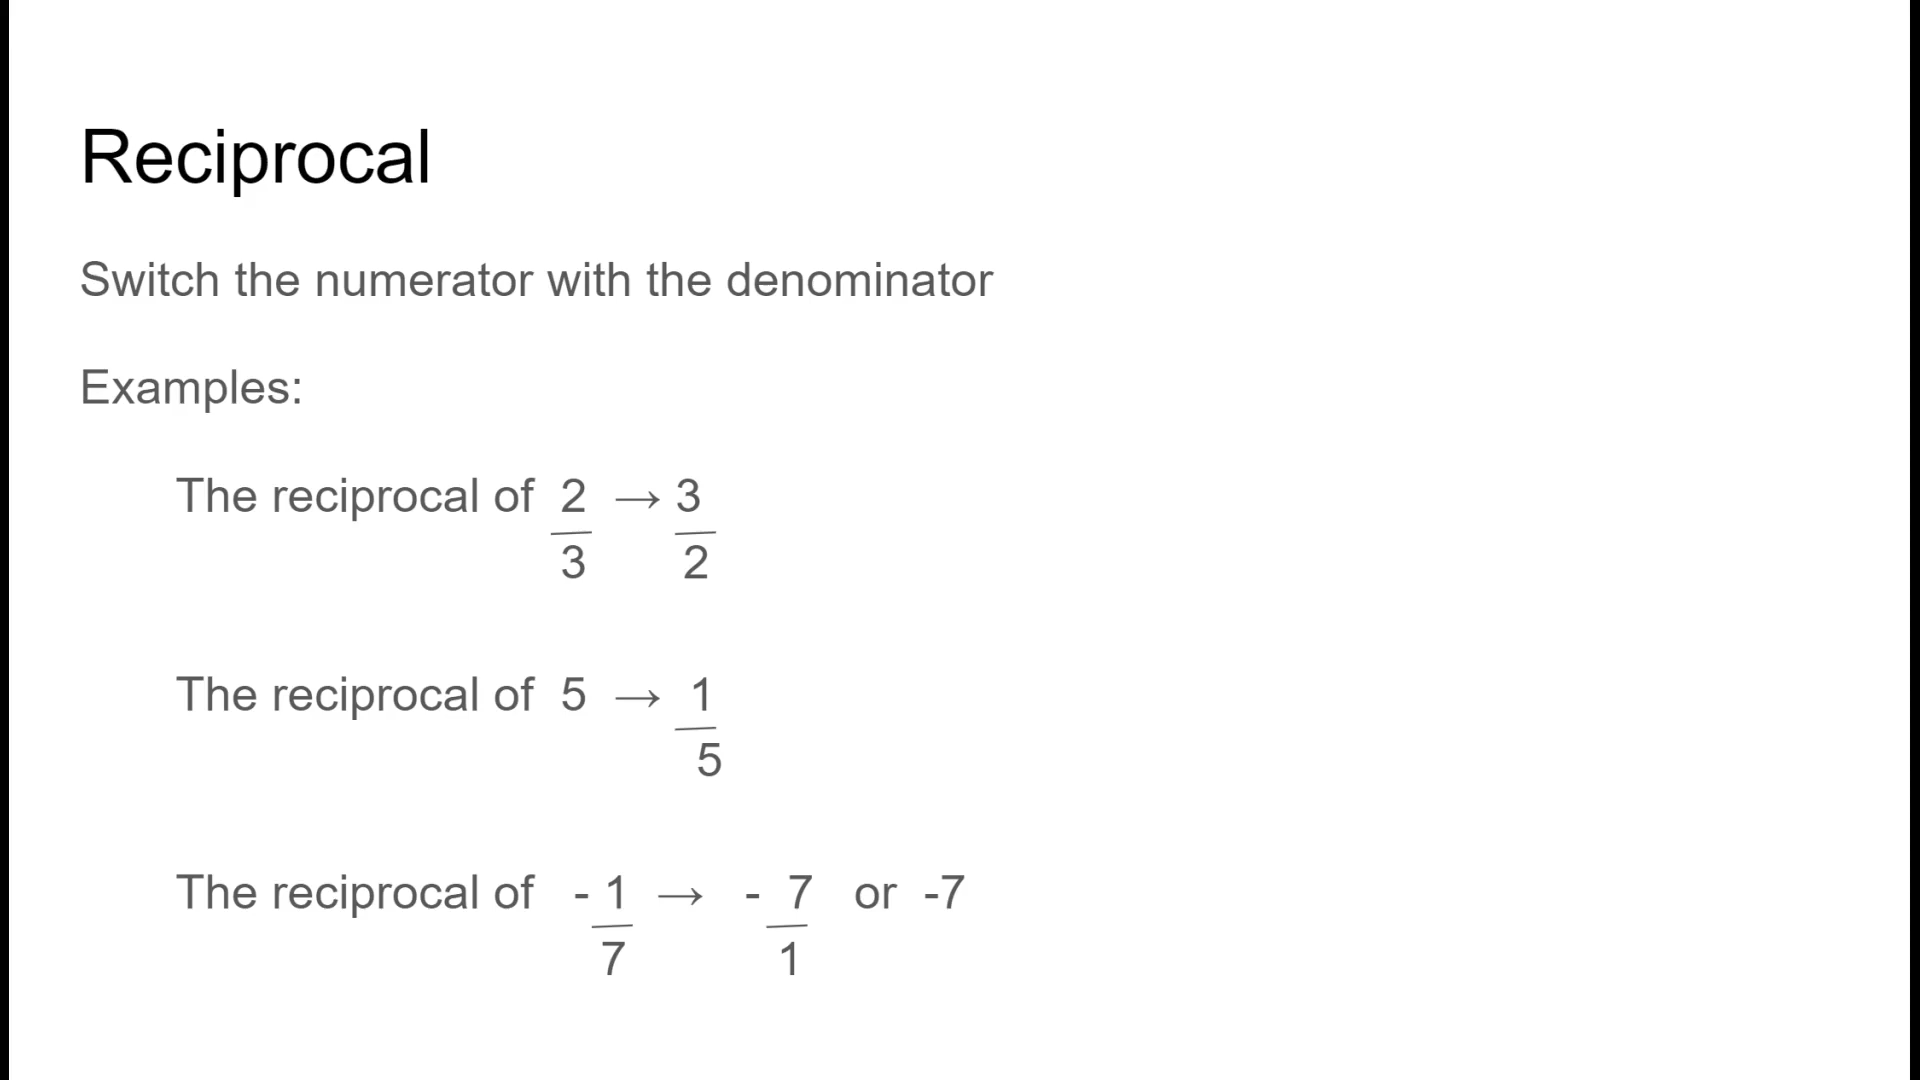 Reciprocal
Switch the numerator with the denominator
Examples:
The reciprocal of 2 → 3
3 2
The reciprocal of 5 → 1
5
The reciprocal of - 1 → - 7 or -7
7 1